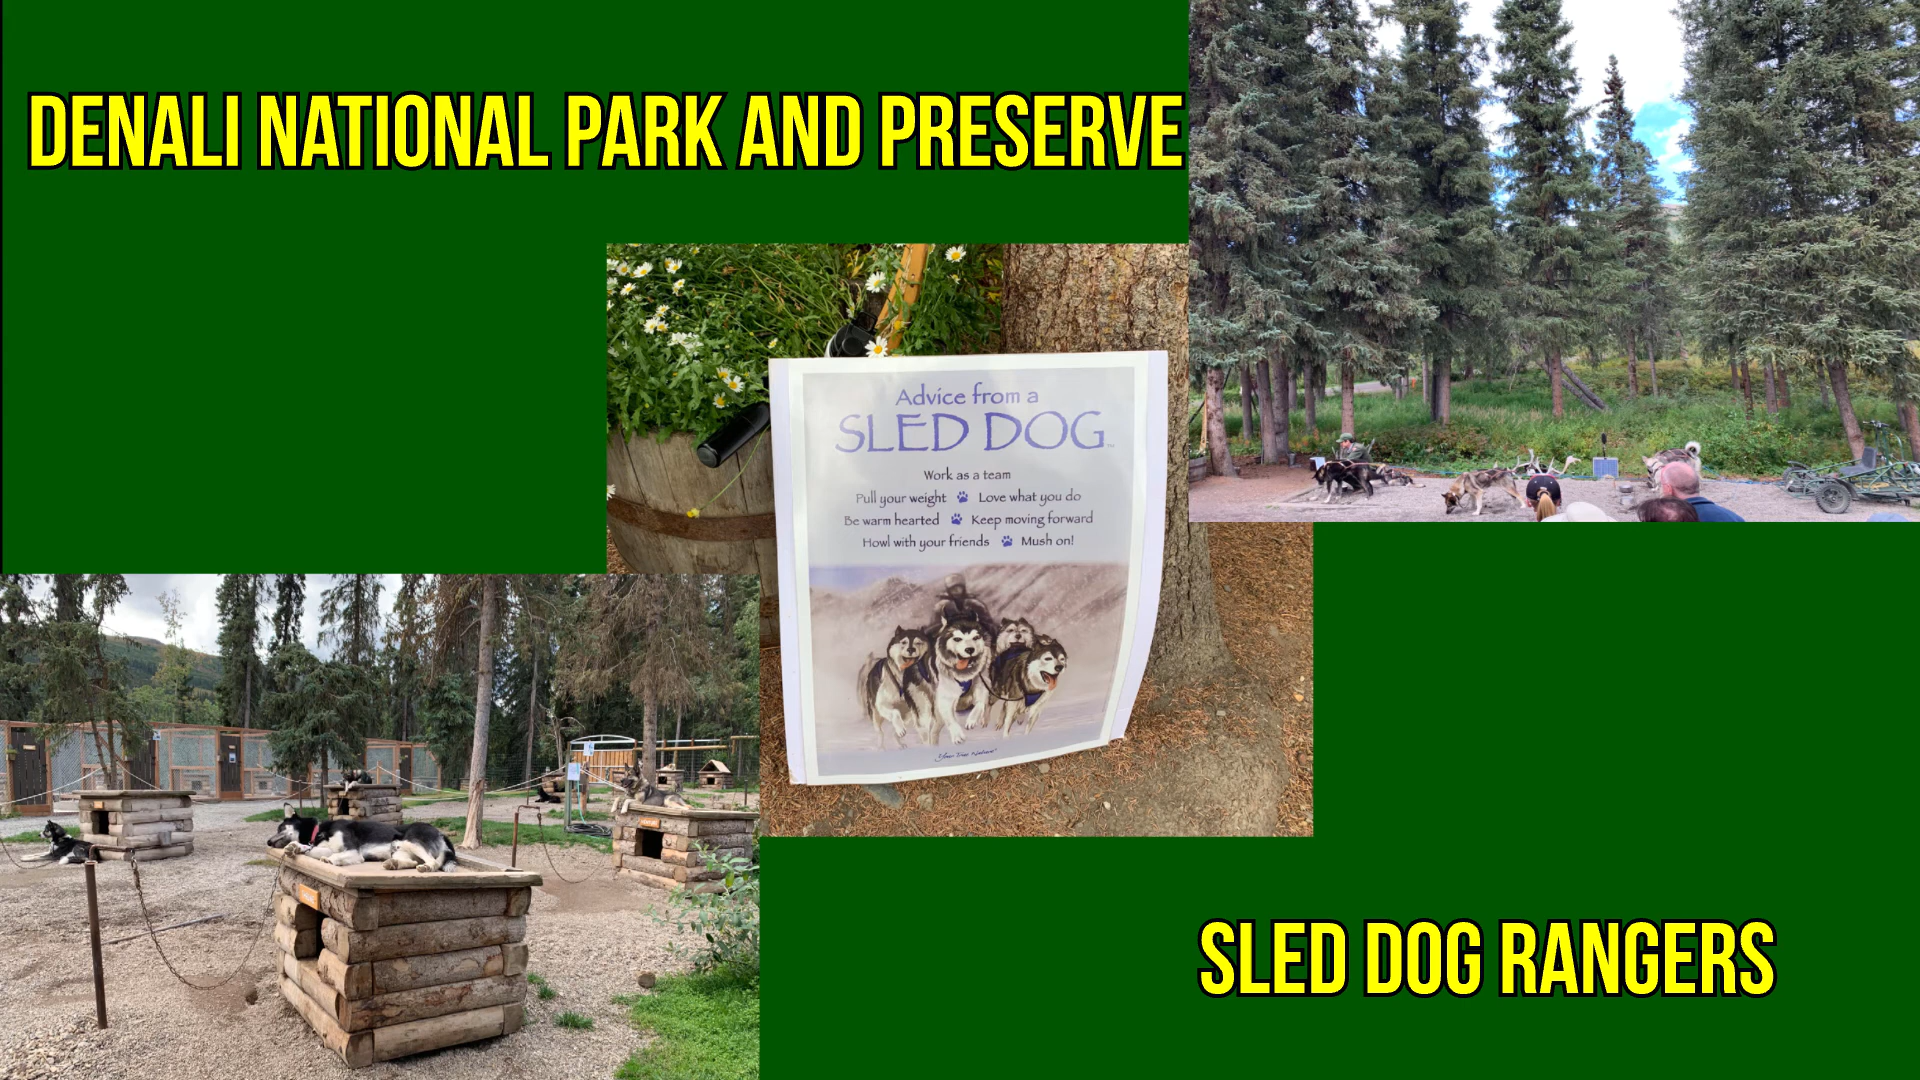 DENALI NATIONAL PARK AND PRESERVE
Advice from a
SLED DOG
Work as a team
Pull your weight Love what you do
Be warm hearted Keep moving forward
Howl with your friends Mush on!
SLED DOG RANGERS